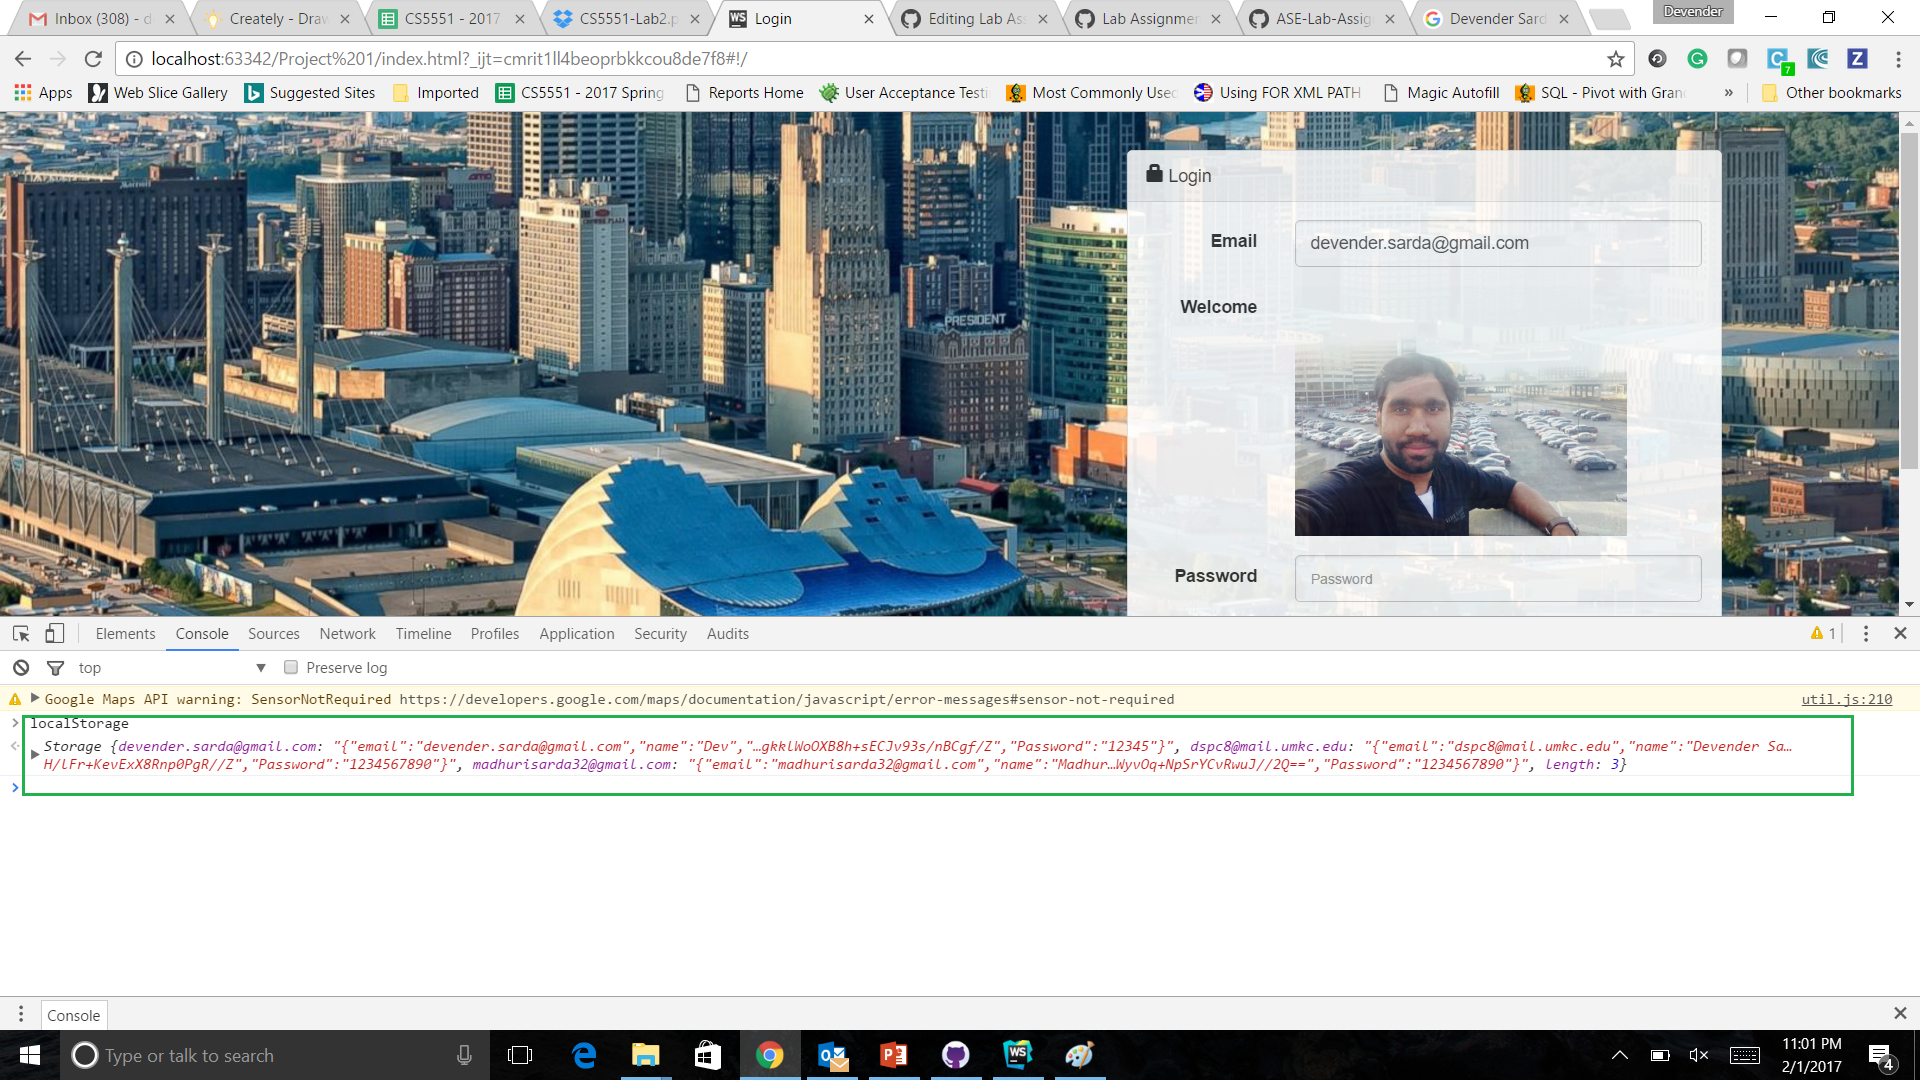 Devender
Inbox (308) - d
Creately - Draw
CS5551 - 2017
CS5551-Lab2.p
Login
Editing Lab Ass
Lab Assignmen
ASE-Lab-Assig
Devender Sard
localhost:63342/Project%201/index.html?_ijt=cmrit1ll4beoprbkkcou8de7f8#!/
7
Apps
Web Slice Gallery
Suggested Sites
Imported
CS5551 - 2017 Spring
Reports Home
User Acceptance Testi
Most Commonly Used
Using FOR XML PATH
Magic Autofill
SQL - Pivot with Gran
»
Other bookmarks
Marriott
PRESIDENT
Login
Email
devender.sarda@gmail.com
Welcome
Password
Password
Elements Console Sources Network Timeline Profiles Application Security Audits
1
top
Preserve log
Google Maps API warning: SensorNotRequired https://developers.google.com/maps/documentation/javascript/error-messages#sensor-not-required
util.js:210
localStorage
Storage {devender.sarda@gmail.com: "{"email":"devender.sarda@gmail.com","name":"Dev","…gkklWoOXB8h+sECJv93s/nBCgf/Z","Password":"12345"}", dspc8@mail.umkc.edu: "{"email":"dspc8@mail.umkc.edu","name":"Devender Sa…
H/lFr+KevExX8Rnp0PgR//Z","Password":"1234567890"}", madhurisarda32@gmail.com: "{"email":"madhurisarda32@gmail.com","name":"Madhur…WyvOq+NpSrYCvRwuJ//2Q==","Password":"1234567890"}", length: 3}
Console
Type or talk to search
11:01 PM
2/1/2017
4